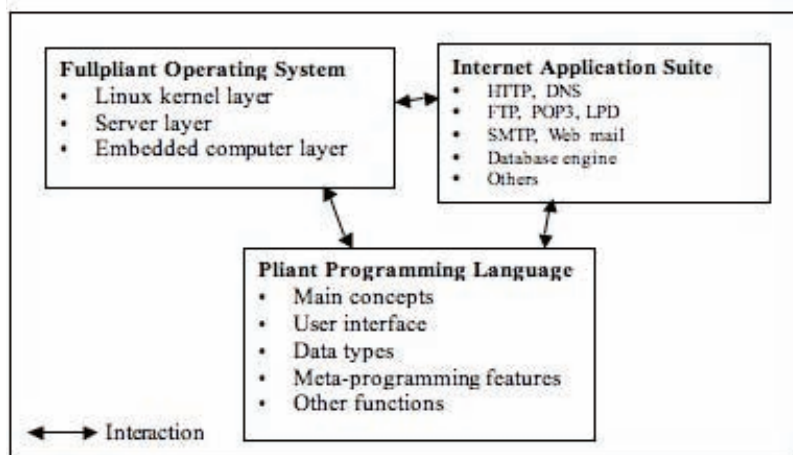 Fullpliant Operating System
• Linux kernel layer
• Server layer
• Embedded computer layer
Internet Application Suite
• HTTP, DNS
• FTP, POP3, LPD
• SMTP, Web mail
• Database engine
• Others
Pliant Programming Language
• Main concepts
• User interface
• Data types
• Meta-programming features
• Other functions
Interaction